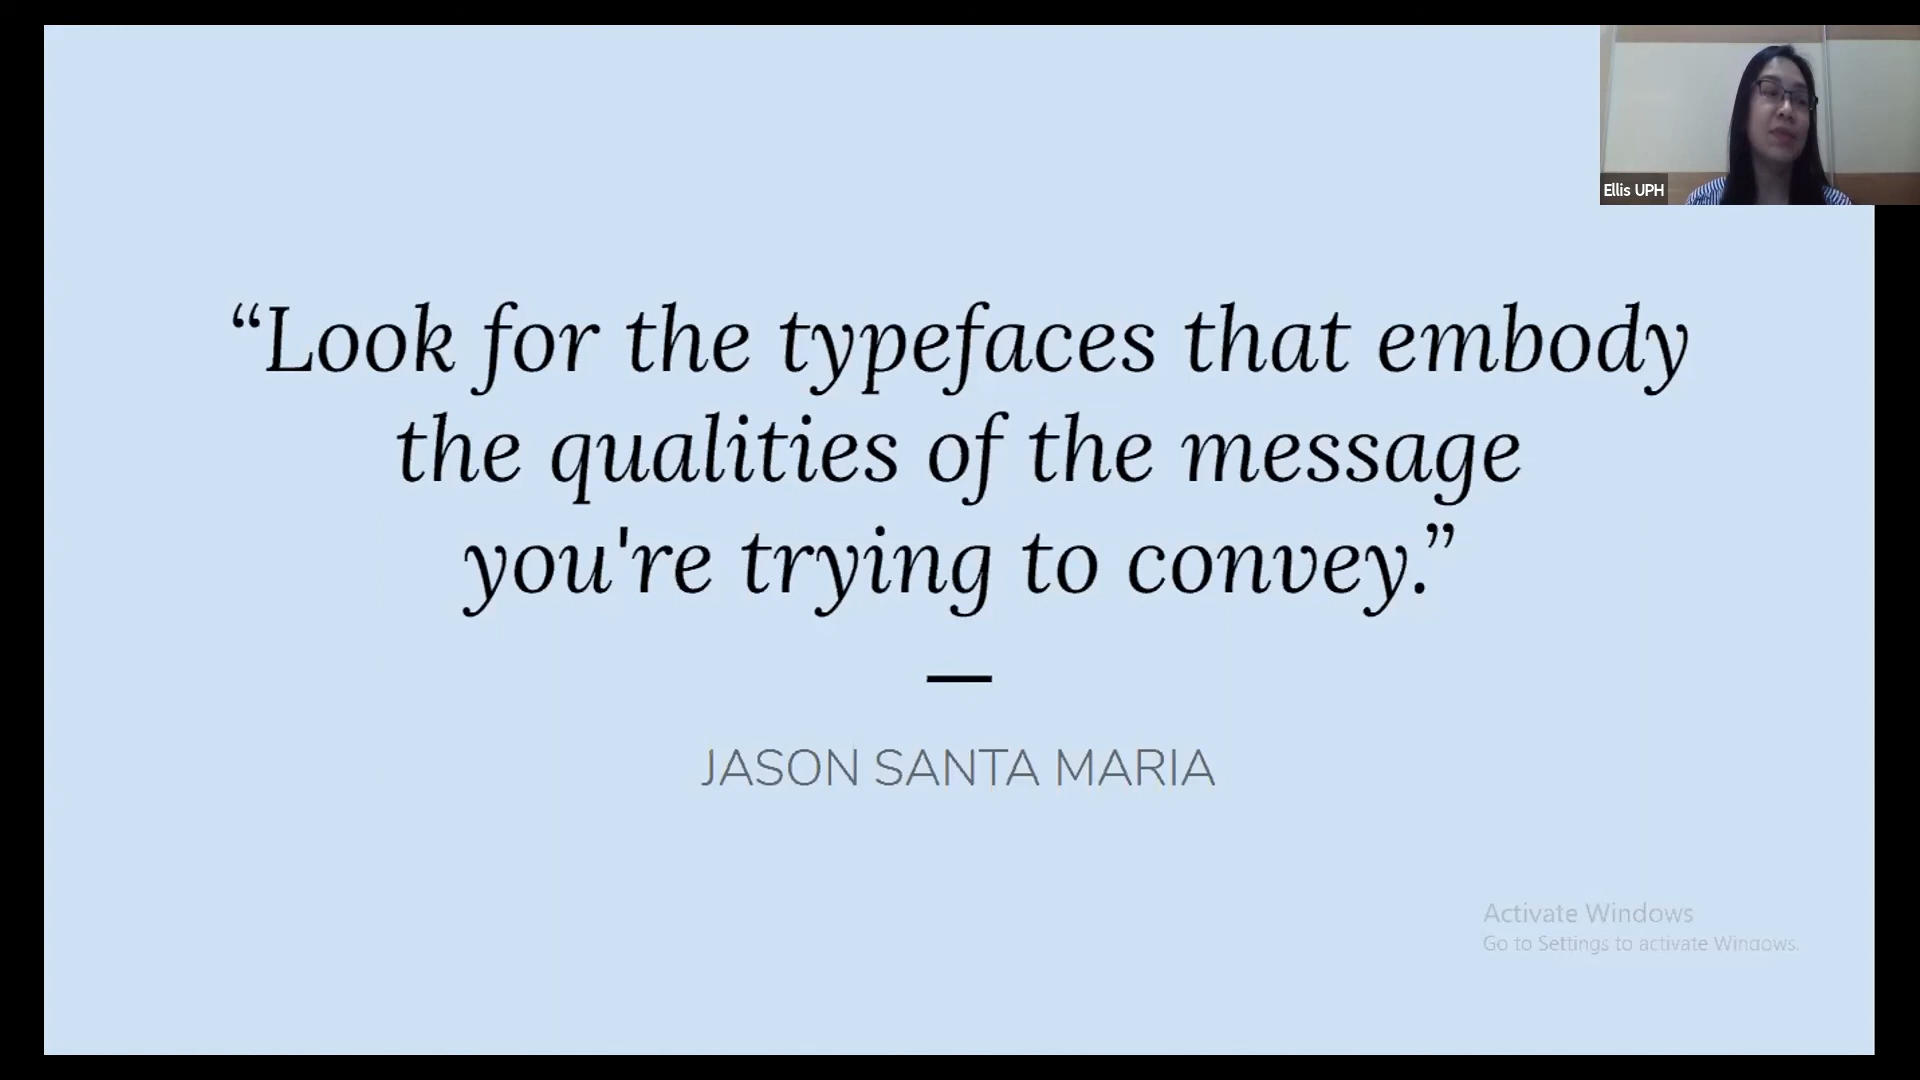 Ellis UPH
“Look for the typefaces that embody
the qualities of the message
you're trying to convey.”
JASON SANTA MARIA
Activate Windows
Go to Settings to activate Windows.